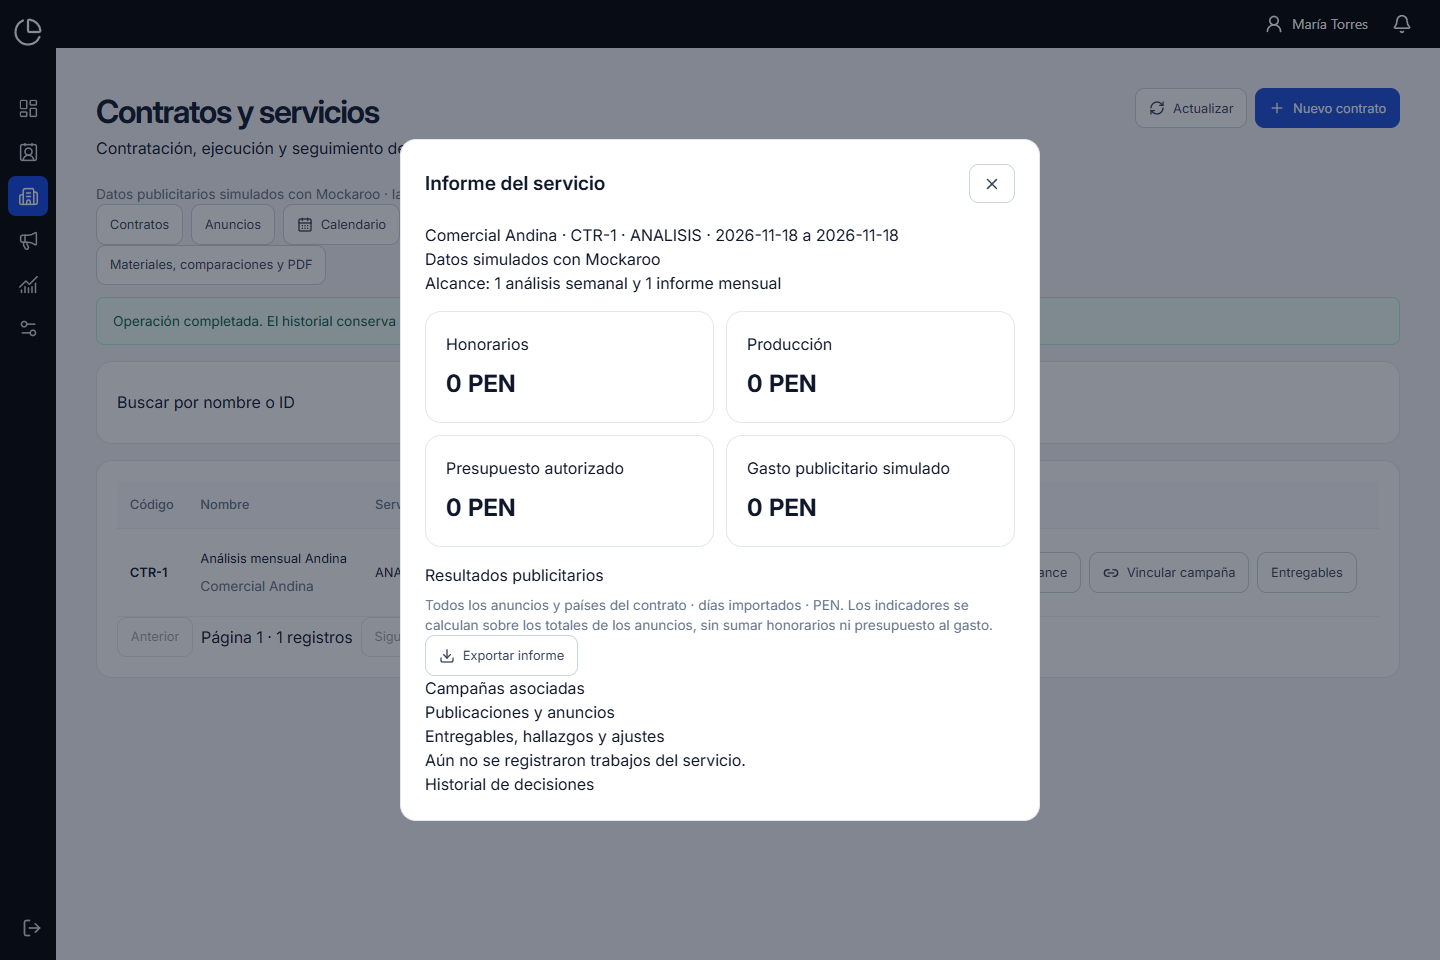 María Torres
Contratos y servicios
Actualizar
Nuevo contrato
Contratación, ejecución y seguimiento de
Datos publicitarios simulados con Mockaroo · la
Contratos
Anuncios
Calendario
Materiales, comparaciones y PDF
Operación completada. El historial conserva
Buscar por nombre o ID
Código
Nombre
Serv
CTR-1
Análisis mensual Andina
Comercial Andina
ANA
ance
Vincular campaña
Entregables
Anterior
Página 1 · 1 registros
Sigu
Informe del servicio
Comercial Andina · CTR-1 · ANALISIS · 2026-11-18 a 2026-11-18
Datos simulados con Mockaroo
Alcance: 1 análisis semanal y 1 informe mensual
Honorarios
0 PEN
Producción
0 PEN
Presupuesto autorizado
0 PEN
Gasto publicitario simulado
0 PEN
Resultados publicitarios
Todos los anuncios y países del contrato · días importados · PEN. Los indicadores se
calculan sobre los totales de los anuncios, sin sumar honorarios ni presupuesto al gasto.
Exportar informe
Campañas asociadas
Publicaciones y anuncios
Entregables, hallazgos y ajustes
Aún no se registraron trabajos del servicio.
Historial de decisiones